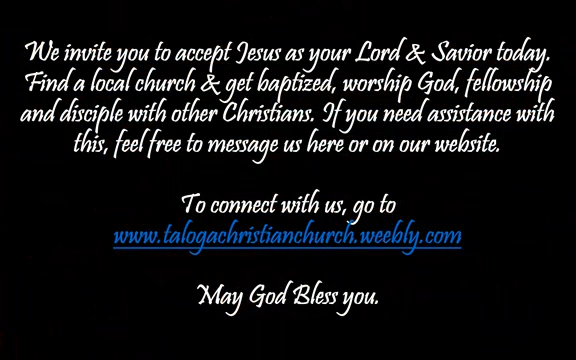 We invite you to accept Jesus as your Lord & Savior today.
Find a local church & get baptized, worship God, fellowship
and disciple with other Christians. If you need assistance with
this, feel free to message us here or on our website.
To connect with us, go to
www.talogachristianchurch.weebly.com
May God Bless you.